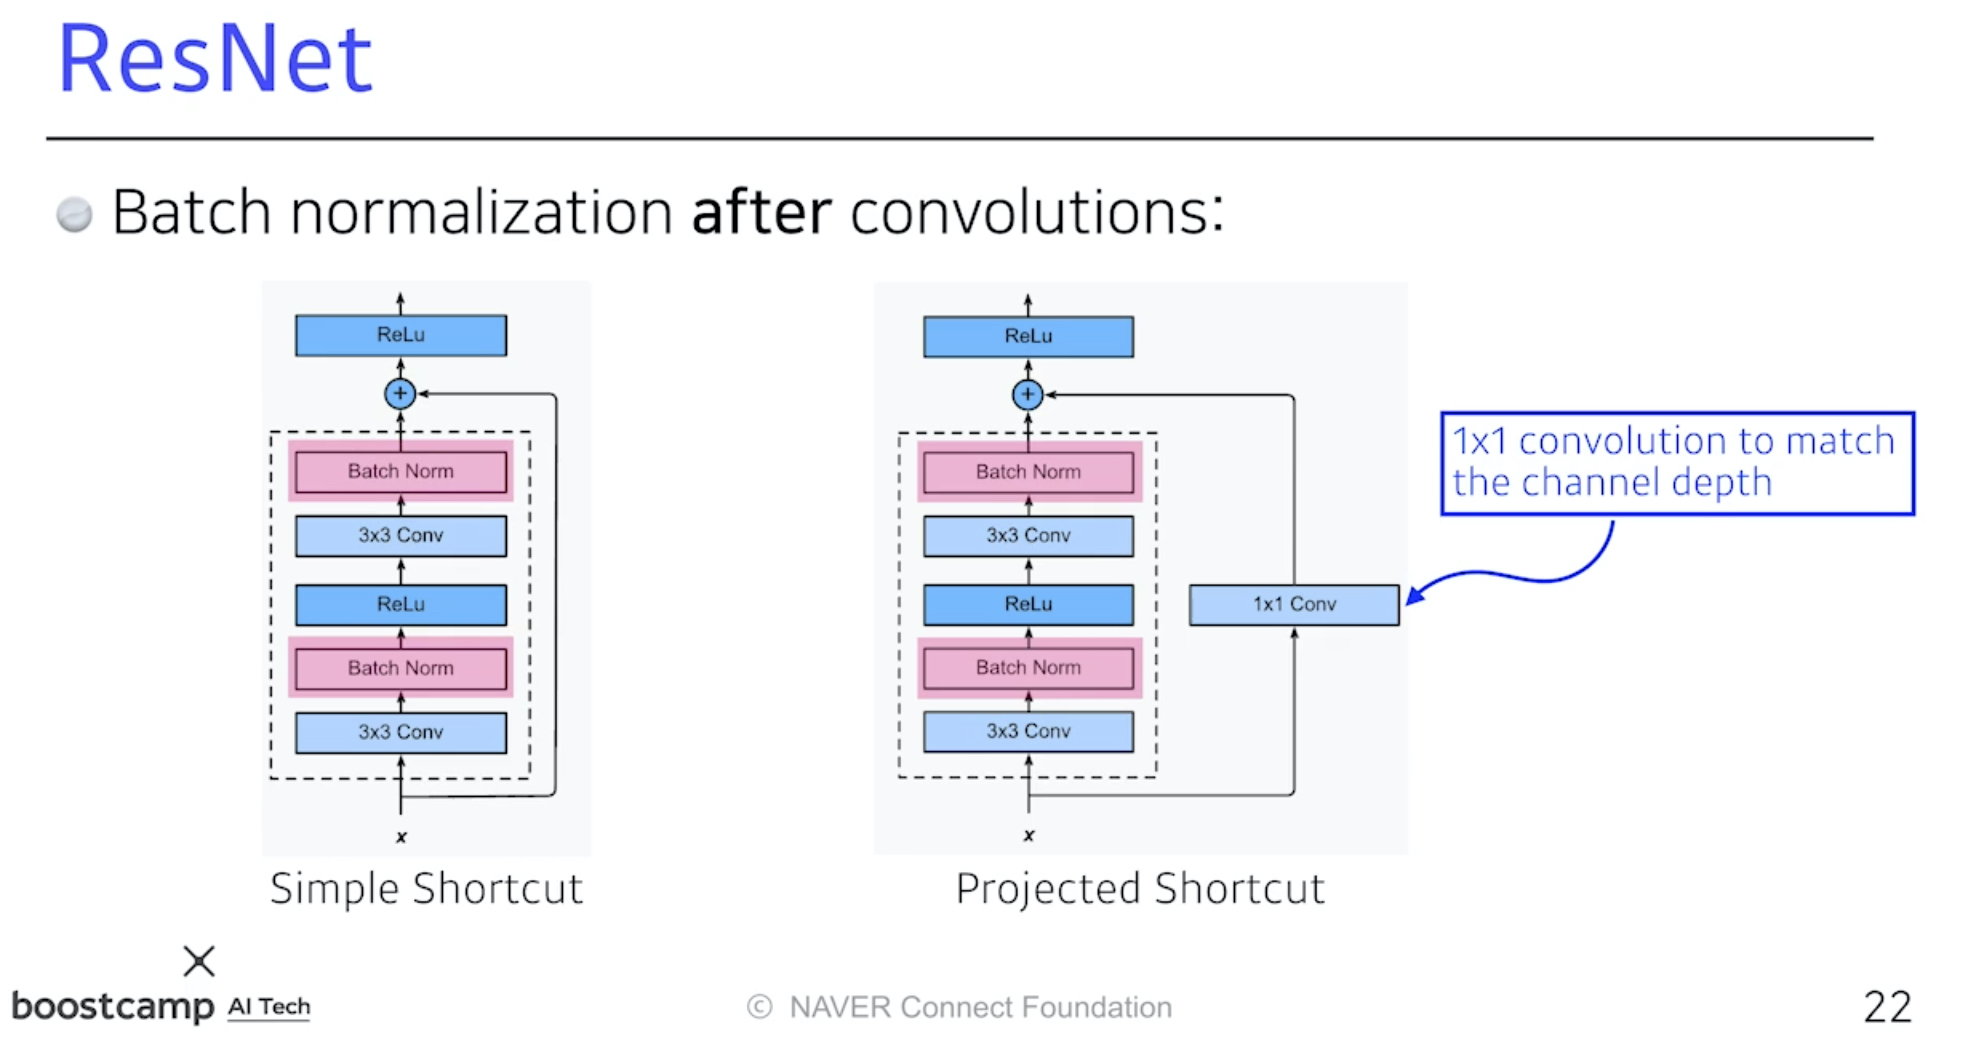 ResNet
Batch normalization after convolutions:
ReLu
+
Batch Norm
3x3 Conv
ReLu
Batch Norm
3x3 Conv
x
Simple Shortcut
ReLu
+
Batch Norm
3x3 Conv
ReLu
1x1 Conv
Batch Norm
3x3 Conv
x
Projected Shortcut
1x1 convolution to match
the channel depth
boostcamp AI Tech
© NAVER Connect Foundation
22